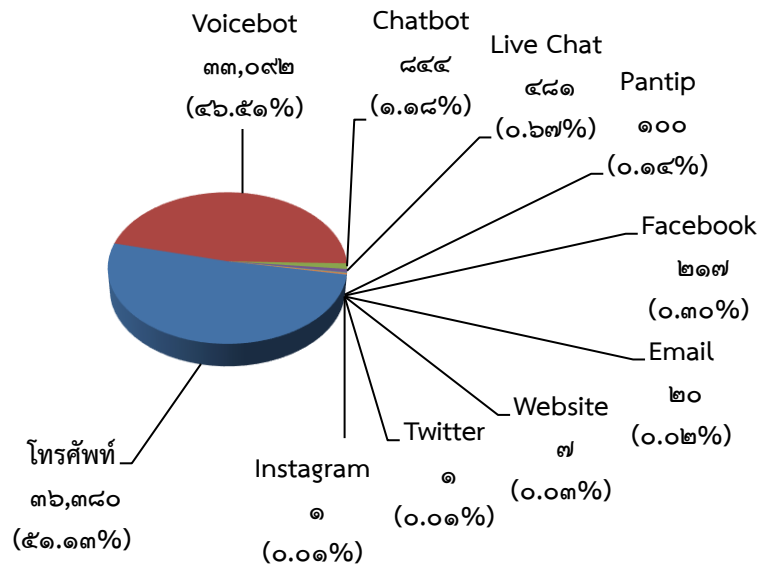 Voicebot
๓๓,๐๙๒
(๔๖.๕๑%)
Chatbot
๘๔๔
(๑.๑๘%)
Live Chat
๔๘๑
(๐.๖๗%)
Pantip
๑๐๐
(๐.๑๔%)
Facebook
๒๑๗
(๐.๓๐%)
Email
๒๐
(๐.๐๒%)
Website
๗
(๐.๐๓%)
Twitter
๑
(๐.๐๑%)
Instagram
๑
(๐.๐๑%)
โทรศัพท์
๓๖,๓๘๐
(๕๑.๑๓%)